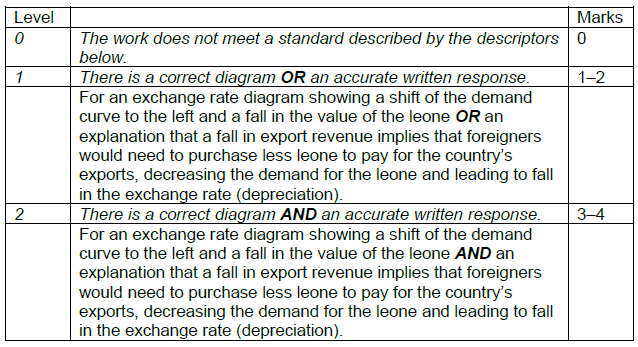 Level Marks
0 The work does not meet a standard described by the descriptors 0
below.
1 There is a correct diagram OR an accurate written response. 1–2
For an exchange rate diagram showing a shift of the demand
curve to the left and a fall in the value of the leone OR an
explanation that a fall in export revenue implies that foreigners
would need to purchase less leone to pay for the country's
exports, decreasing the demand for the leone and leading to fall
in the exchange rate (depreciation).
2 There is a correct diagram AND an accurate written response. 3–4
For an exchange rate diagram showing a shift of the demand
curve to the left and a fall in the value of the leone AND an
explanation that a fall in export revenue implies that foreigners
would need to purchase less leone to pay for the country's
exports, decreasing the demand for the leone and leading to fall
in the exchange rate (depreciation).